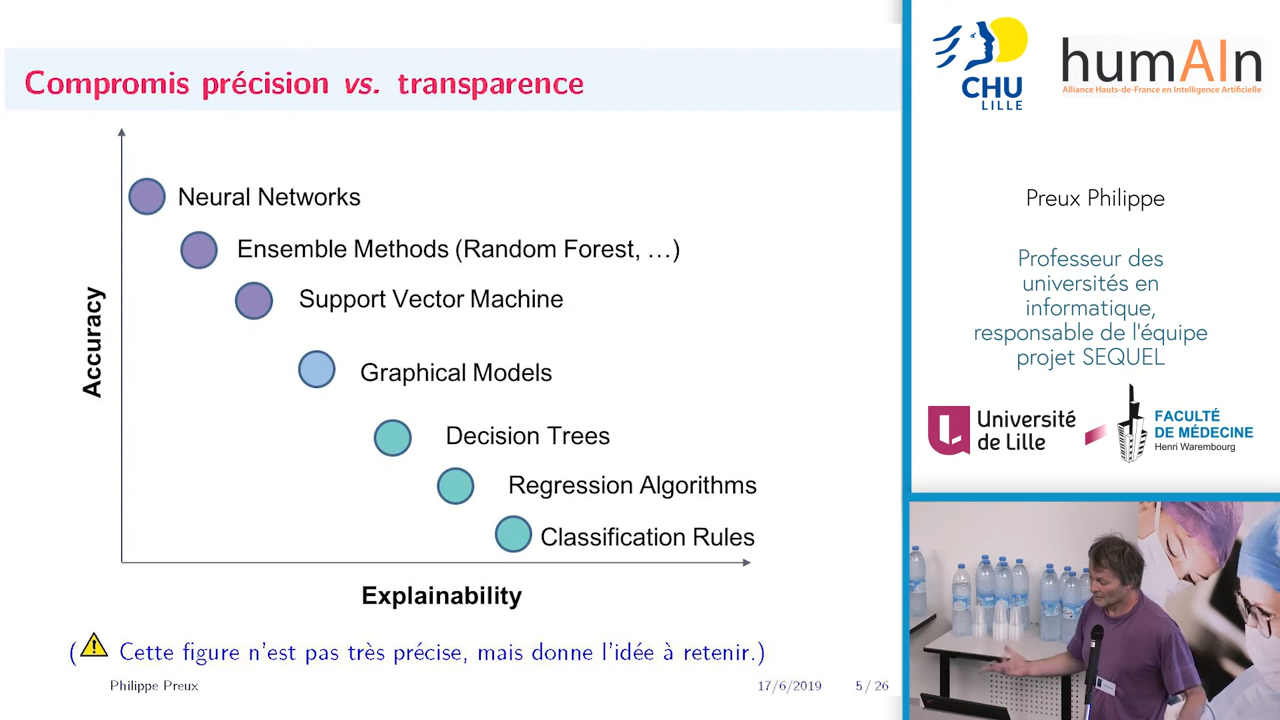 Compromis précision vs. transparence
Accuracy
Neural Networks
Ensemble Methods (Random Forest, …)
Support Vector Machine
Graphical Models
Decision Trees
Regression Algorithms
Classification Rules
Explainability
( Cette figure n'est pas très précise, mais donne l'idée à retenir.)
Philippe Preux
17/6/2019
5 / 26
CHU
LILLE
humAIn
Alliance Hauts-de-France en Intelligence Artificielle
Preux Philippe
Professeur des
universités en
informatique,
responsable de l'équipe
projet SEQUEL
Université
de Lille
FACULTÉ
DE MÉDECINE
Henri Warembourg